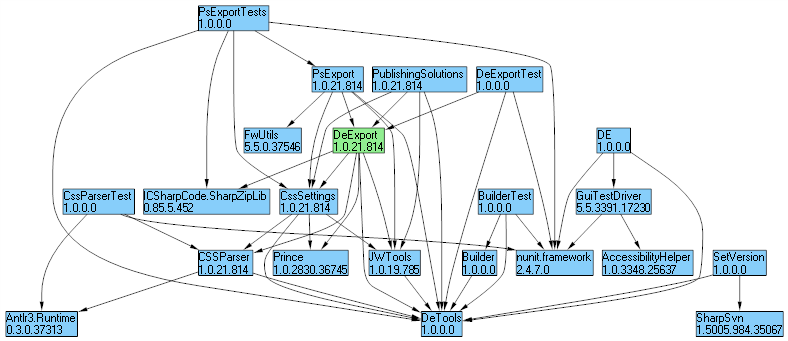 PsExportTests
1.0.0.0
PsExport
1.0.21.814
PublishingSolutions
1.0.21.814
DeExportTest
1.0.0.0
FwUtils
5.5.0.37546
DeExport
1.0.21.814
DE
1.0.0.0
CssParserTest
1.0.0.0
ICSharpCode.SharpZipLib
0.85.5.452
CssSettings
1.0.21.814
BuilderTest
1.0.0.0
GuiTestDriver
5.5.3391.17230
CSSParser
1.0.21.814
Prince
1.0.2830.36745
JWTools
1.0.19.785
Builder
1.0.0.0
nunit.framework
2.4.7.0
AccessibilityHelper
1.0.3348.25637
SetVersion
1.0.0.0
Antlr3.Runtime
0.3.0.37313
DeTools
1.0.0.0
SharpSvn
1.5005.984.35067